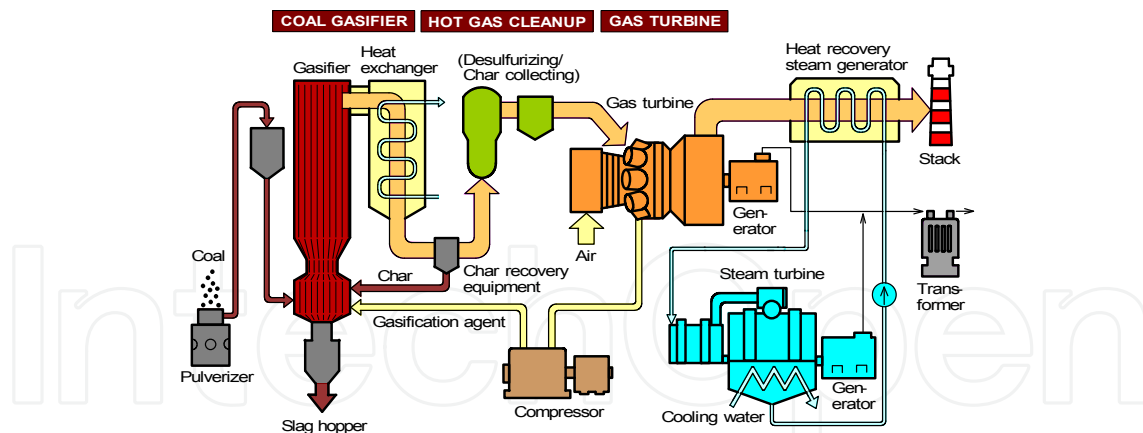 COAL GASIFIER
HOT GAS CLEANUP
GAS TURBINE
Gasifier
Heat
exchanger
(Desulfurizing/
Char collecting)
Gas turbine
Heat recovery
steam generator
Stack
Gen-
erator
Air
Coal
Char
Char recovery
equipment
Gasification agent
Steam turbine
Trans-
former
Pulverizer
Slag hopper
Compressor
Cooling water
Gen-
erator
IntechOpen